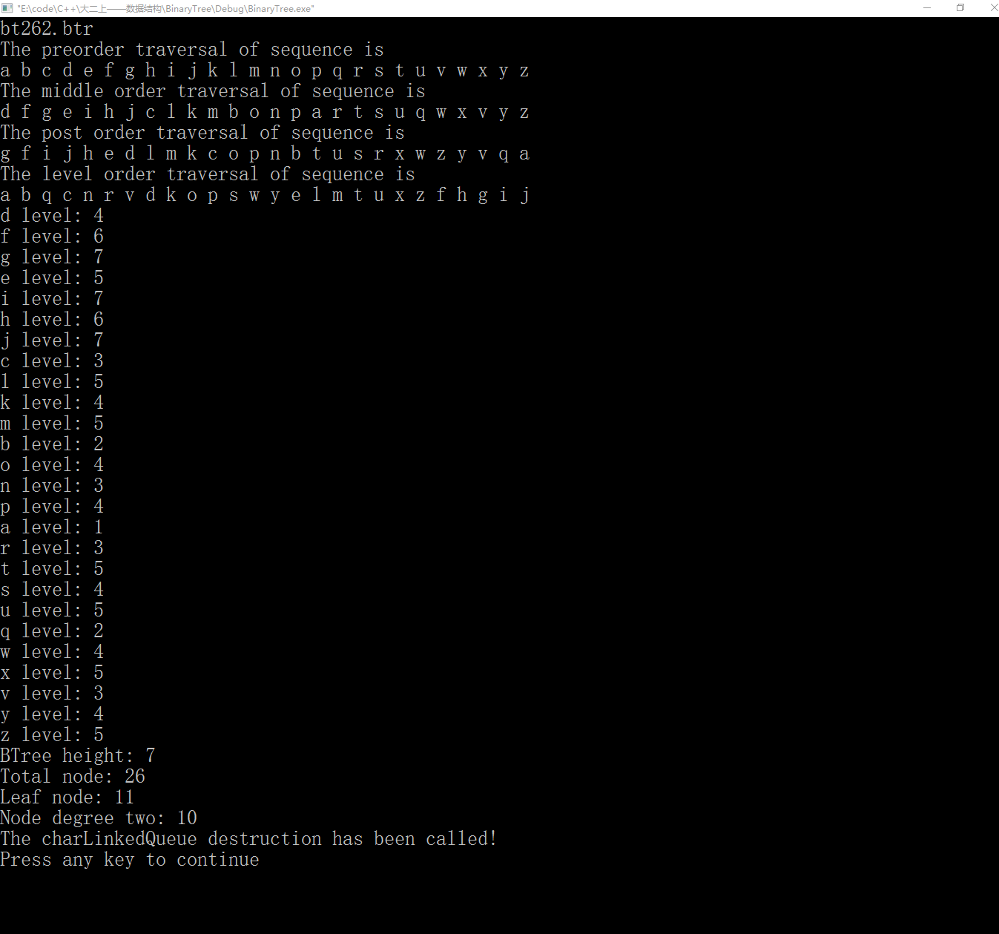 "E:\code\C++\大二上——数据结构\BinaryTree\Debug\BinaryTree.exe"
bt262.btr
The preorder traversal of sequence is
a b c d e f g h i j k l m n o p q r s t u v w x y z
The middle order traversal of sequence is
d f g e i h j c l k m b o n p a r t s u q w x v y z
The post order traversal of sequence is
g f i j h e d l m k c o p n b t u s r x w z y v q a
The level order traversal of sequence is
a b q c n r v d k o p s w y e l m t u x z f h g i j
d level: 4
f level: 6
g level: 7
e level: 5
i level: 7
h level: 6
j level: 7
c level: 3
l level: 5
k level: 4
m level: 5
b level: 2
o level: 4
n level: 3
p level: 4
a level: 1
r level: 3
t level: 5
s level: 4
u level: 5
q level: 2
w level: 4
x level: 5
v level: 3
y level: 4
z level: 5
BTree height: 7
Total node: 26
Leaf node: 11
Node degree two: 10
The charLinkedQueue destruction has been called!
Press any key to continue